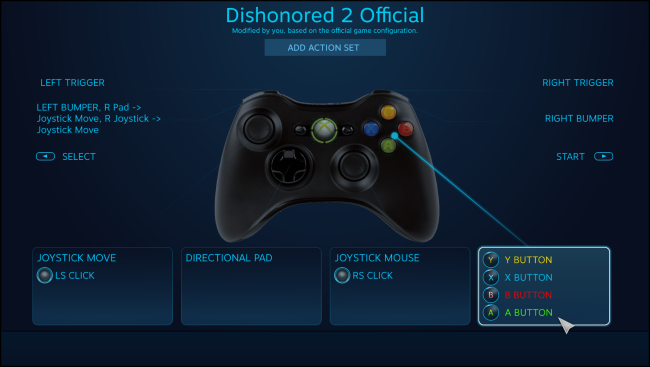 Dishonored 2 Official
Modified by you, based on the official game configuration.
ADD ACTION SET
LEFT TRIGGER
RIGHT TRIGGER
LEFT BUMPER, R Pad ->
Joystick Move, R Joystick ->
Joystick Move
RIGHT BUMPER
SELECT
START
X
A
JOYSTICK MOVE
LS CLICK
DIRECTIONAL PAD
JOYSTICK MOUSE
RS CLICK
Y Y BUTTON
X X BUTTON
B B BUTTON
A A BUTTON